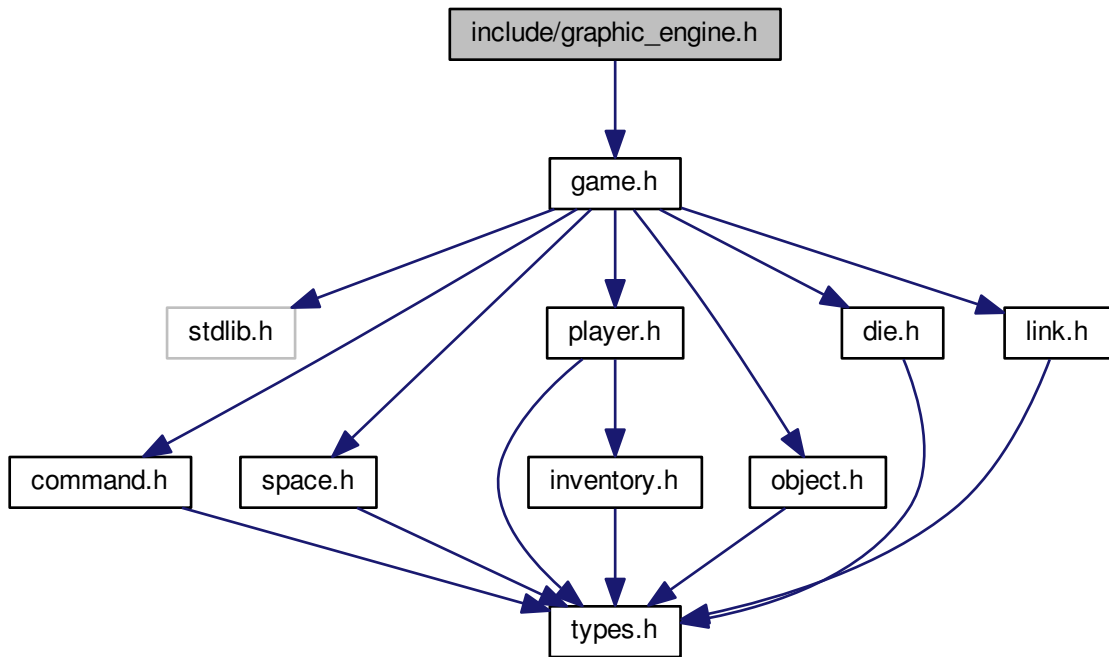 include/graphic_engine.h
game.h
stdlib.h
player.h
die.h
link.h
command.h
space.h
inventory.h
object.h
types.h